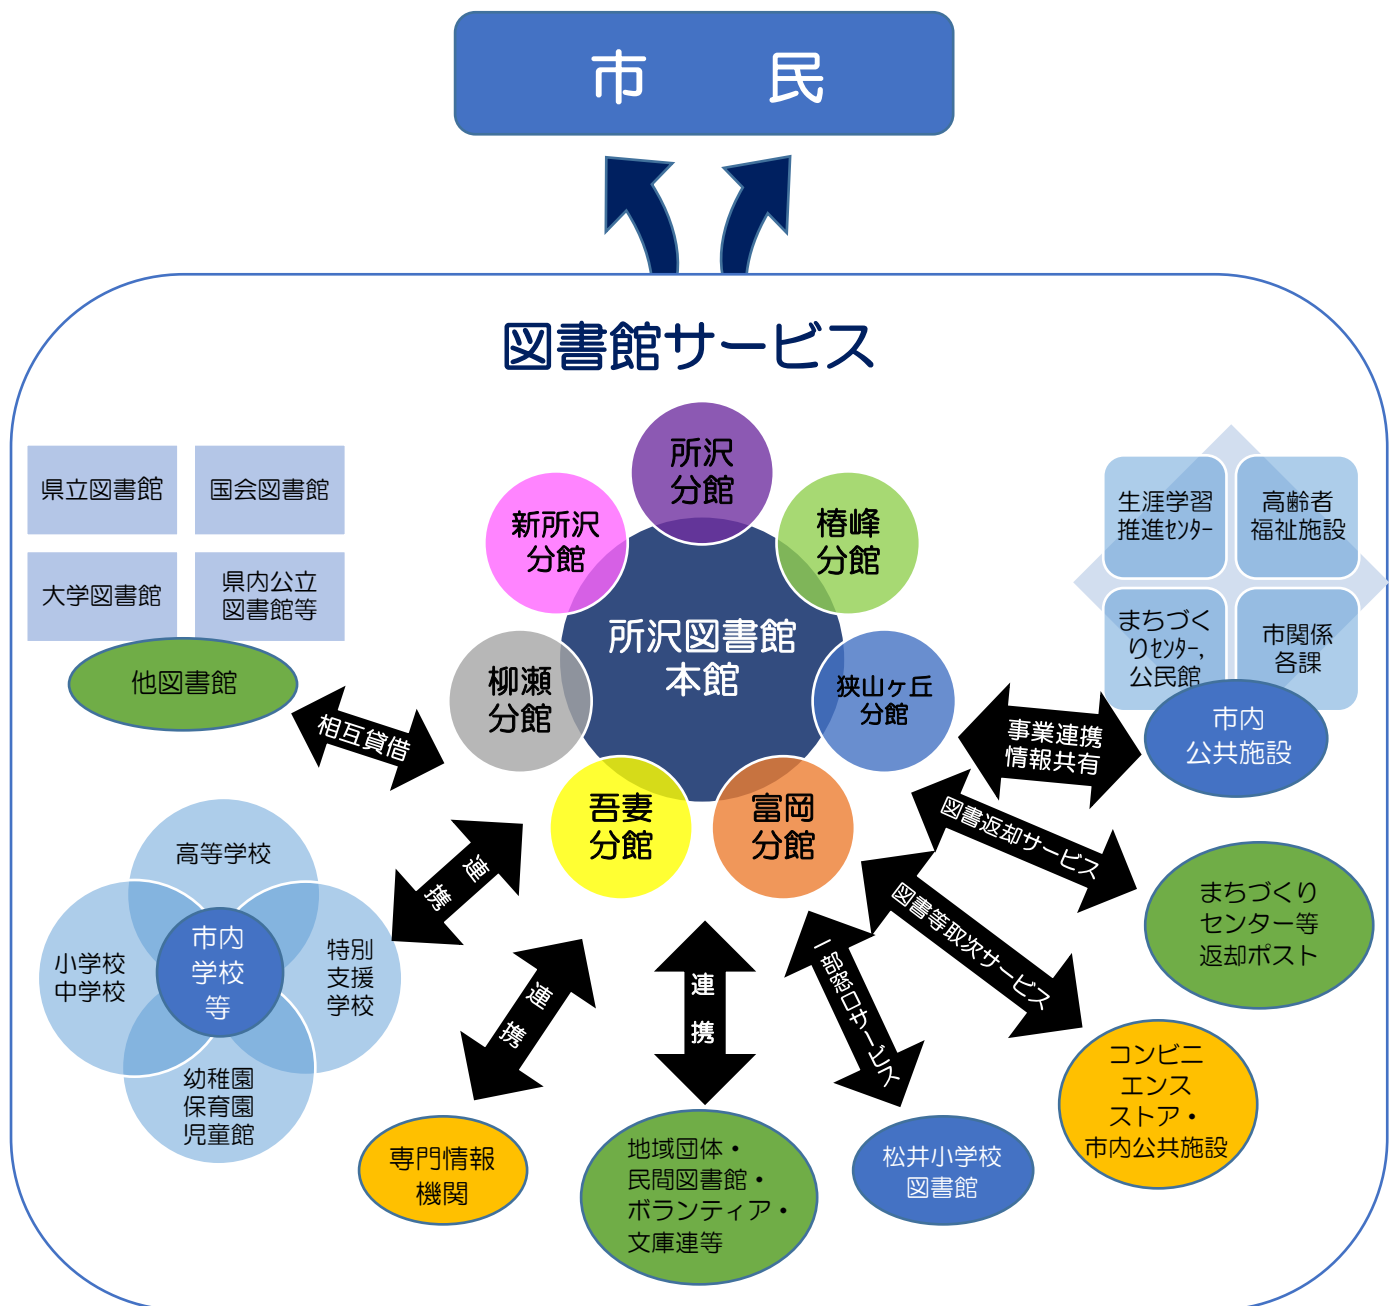 市　民
図書館サービス
所沢
分館
新所沢
分館
椿峰
分館
所沢図書館
本館
柳瀬
分館
狭山ヶ丘
分館
吾妻
分館
富岡
分館
県立図書館
国会図書館
大学図書館
県内公立
図書館等
他図書館
相互貸借
生涯学習
推進ｾﾝﾀｰ
高齢者
福祉施設
まちづく
りｾﾝﾀｰ,
公民館
市関係
各課
市内
公共施設
事業連携
情報共有
図書返却サービス
まちづくり
センター等
返却ポスト
図書等取次サービス
コンビニ
エンス
ストア・
市内公共施設
一部窓口サービス
松井小学校
図書館
連携
地域団体・
民間図書館・
ボランティア・
文庫連等
連携
専門情報
機関
連携
高等学校
小学校
中学校
市内
学校
等
特別
支援
学校
幼稚園
保育園
児童館